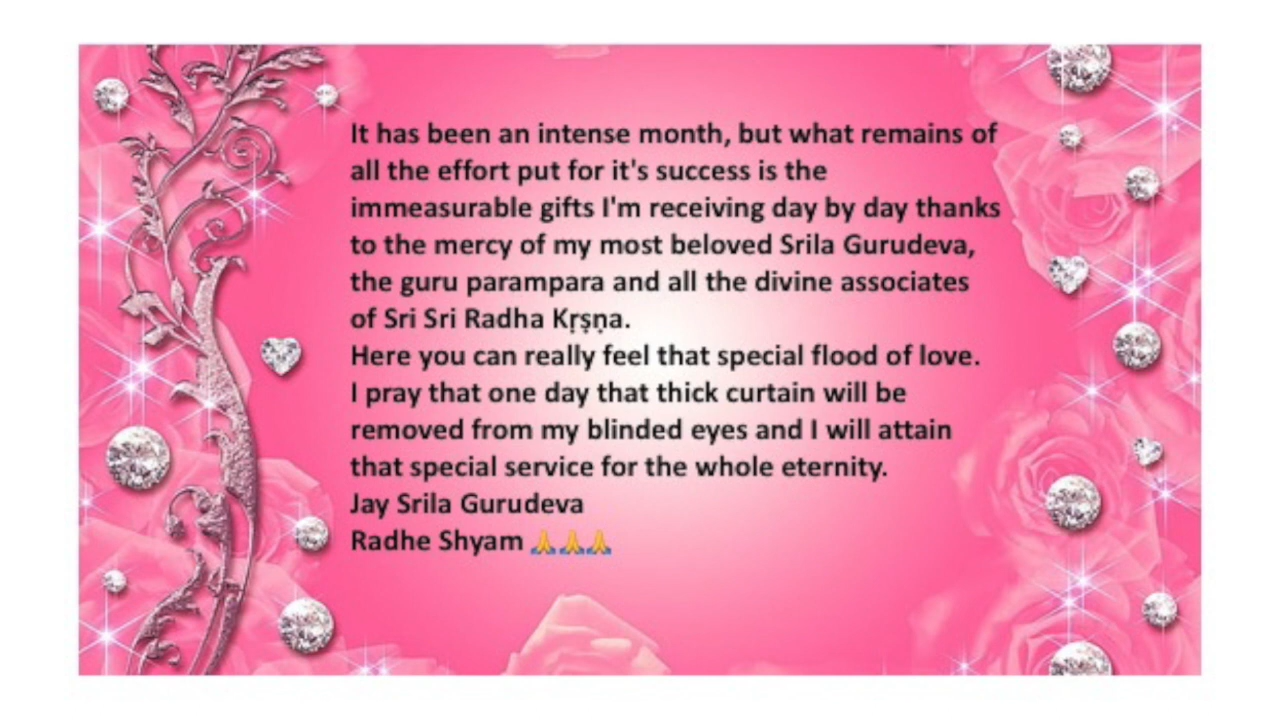 It has been an intense month, but what remains of
all the effort put for it's success is the
immeasurable gifts I'm receiving day by day thanks
to the mercy of my most beloved Srila Gurudeva,
the guru parampara and all the divine associates
of Sri Sri Radha Kṛṣṇa.
Here you can really feel that special flood of love.
I pray that one day that thick curtain will be
removed from my blinded eyes and I will attain
that special service for the whole eternity.
Jay Srila Gurudeva
Radhe Shyam 🙏🙏🙏